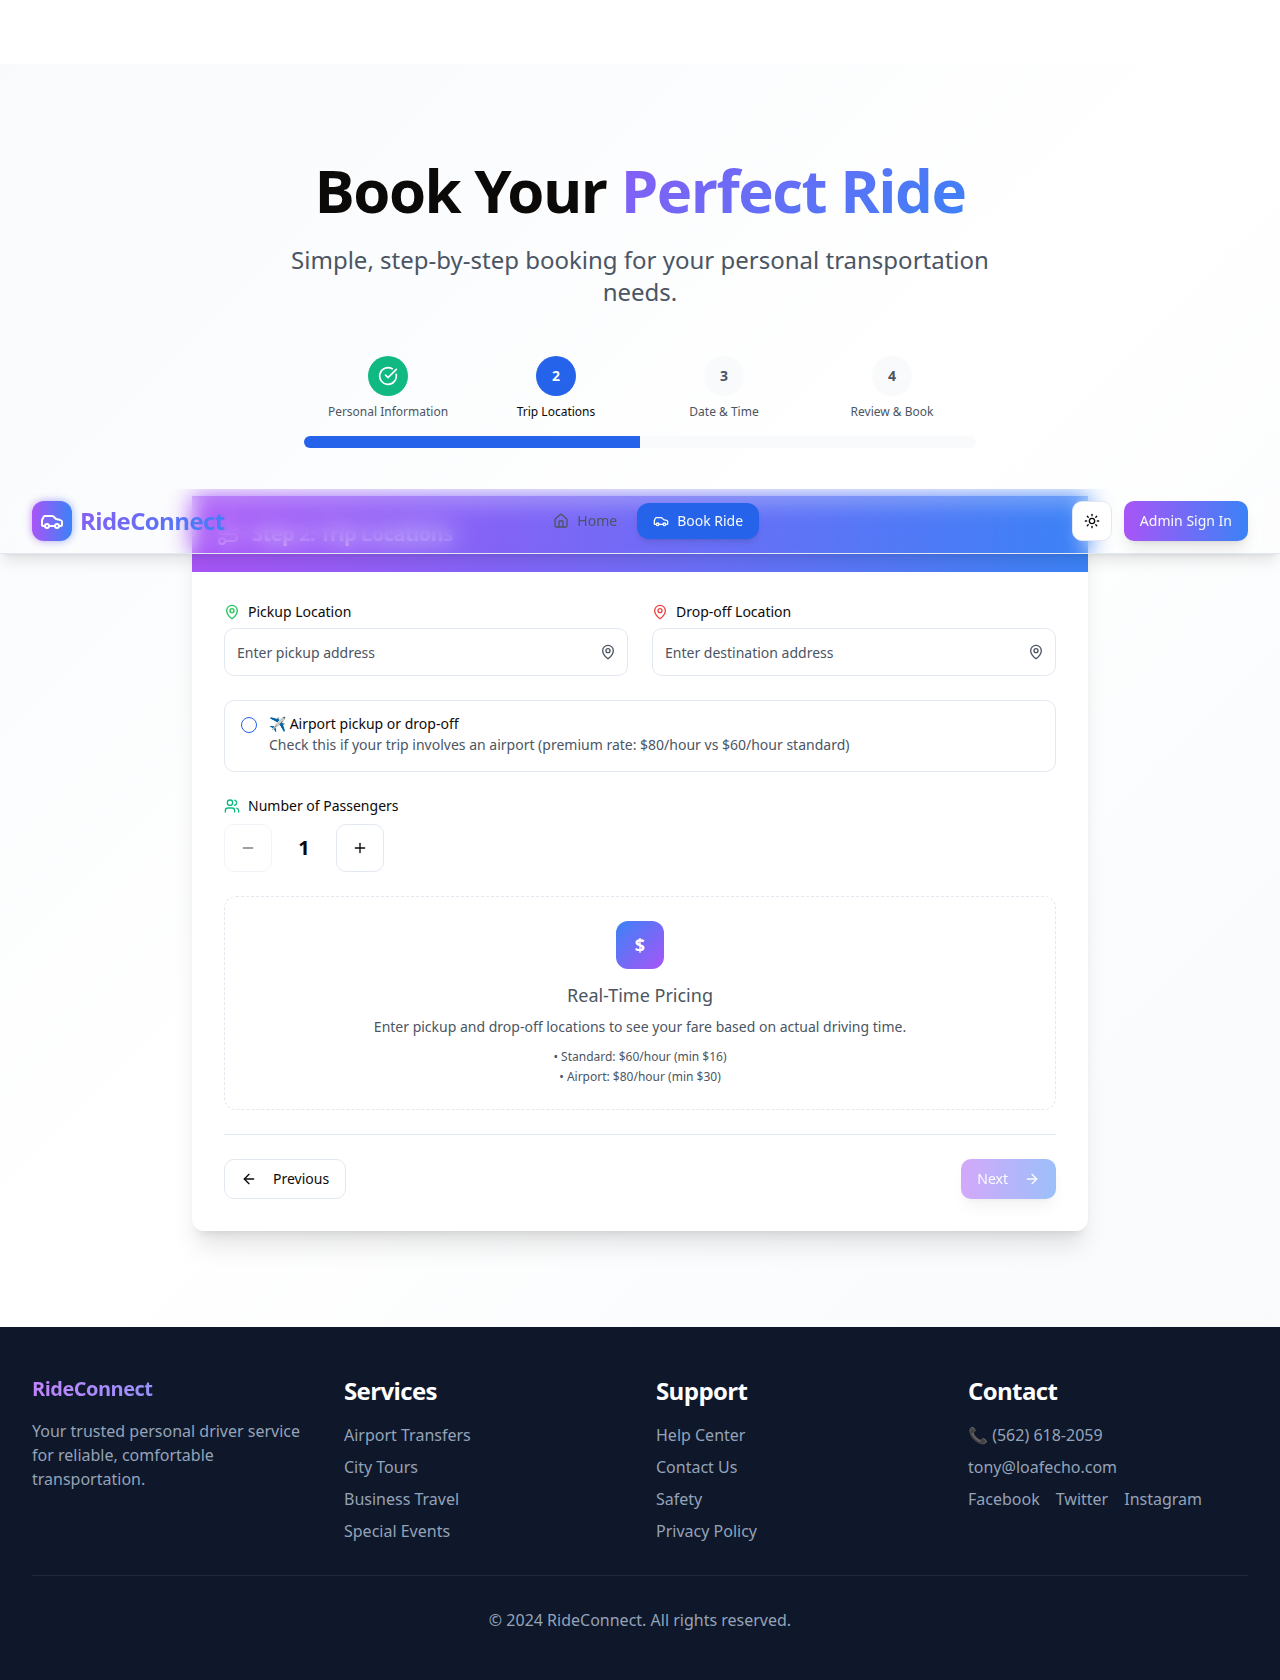 Book Your Perfect Ride
Simple, step-by-step booking for your personal transportation
needs.
2
3
4
Personal Information
Trip Locations
Date & Time
Review & Book
RideConnect
Home
Book Ride
Admin Sign In
Step 2: Trip Locations
Pickup Location
Enter pickup address
Drop-off Location
Enter destination address
✈️ Airport pickup or drop-off
Check this if your trip involves an airport (premium rate: $80/hour vs $60/hour standard)
Number of Passengers
1
$
Real-Time Pricing
Enter pickup and drop-off locations to see your fare based on actual driving time.
• Standard: $60/hour (min $16)
• Airport: $80/hour (min $30)
Previous
Next
RideConnect
Your trusted personal driver service
for reliable, comfortable
transportation.
Services
Airport Transfers
City Tours
Business Travel
Special Events
Support
Help Center
Contact Us
Safety
Privacy Policy
Contact
📞 (562) 618-2059
tony@loafecho.com
Facebook Twitter Instagram
© 2024 RideConnect. All rights reserved.